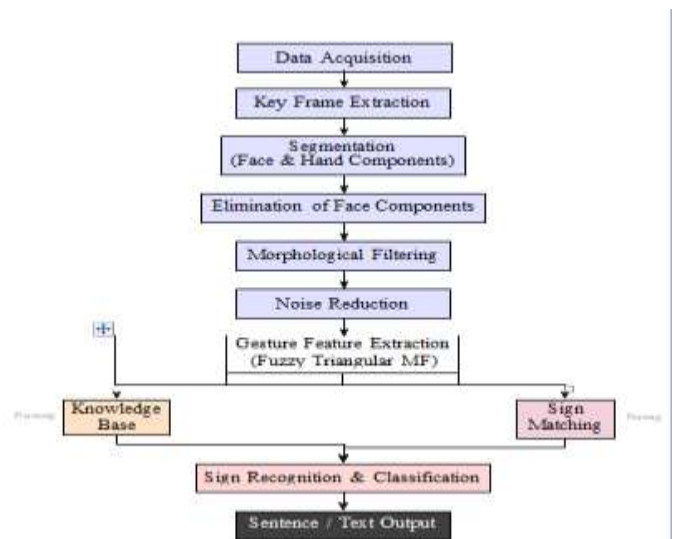 Data Acquisition
Key Frame Extraction
Segmentation
(Face & Hand Components)
Elimination of Face Components
Morphological Filtering
Noise Reduction
Gesture Feature Extraction
(Fuzzy Triangular MF)
Knowledge
Base
Sign
Matching
Sign Recognition & Classification
Sentence / Text Output